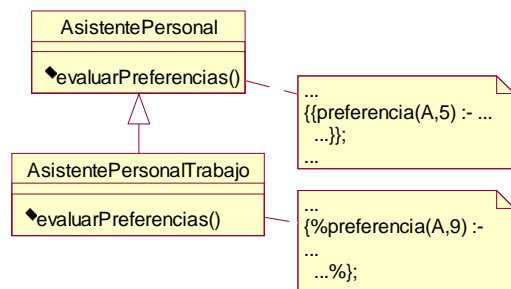 AsistentePersonal
evaluarPreferencias()
...
{{preferencia(A,5) :- ...
...}};
...
AsistentePersonalTrabajo
evaluarPreferencias()
...
{%preferencia(A,9) :-
...
...%};